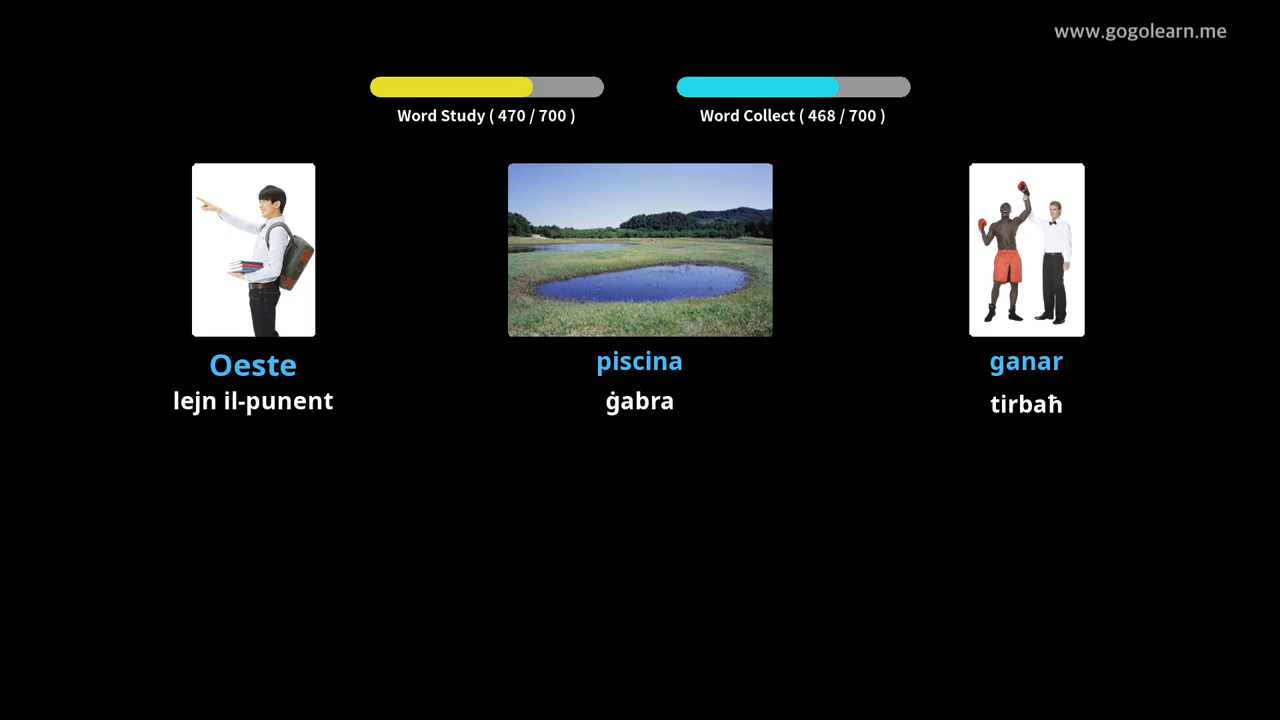 www.gogolearn.me
Word Study ( 470 / 700 )
Word Collect ( 468 / 700 )
Oeste
lejn il-punent
piscina
ġabra
ganar
tirbaħ